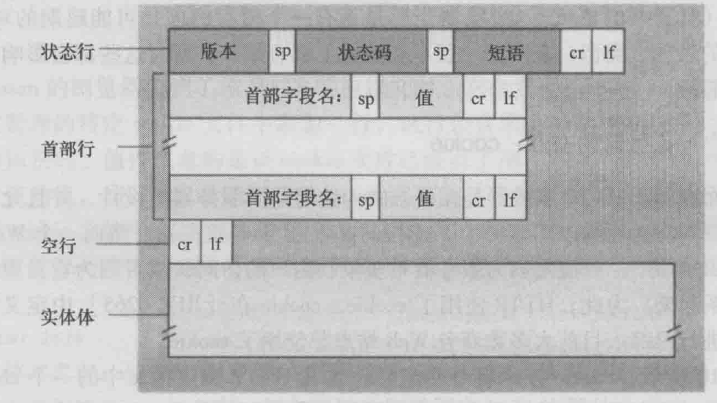 状态行 版本 sp 状态码 sp 短语 cr lf
首部字段名: sp 值 cr lf
首部行
首部字段名: sp 值 cr lf
空行 cr lf
实体体